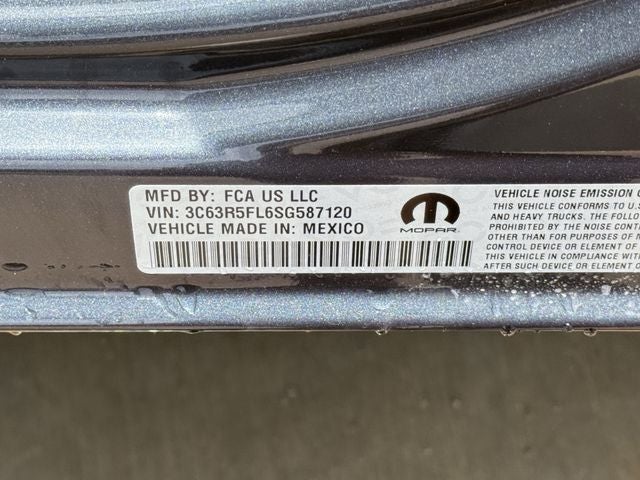 MFD BY: FCA US LLC
VIN: 3C63R5FL6SG587120
VEHICLE MADE IN: MEXICO
MOPAR
VEHICLE NOISE EMISSION
THIS VEHICLE CONFORMS TO U.S.
AND HEAVY TRUCKS. THE FOLLO
PROHIBITED BY THE NOISE CONT
OTHER THAN FOR PURPOSES OF M
CONTROL DEVICE OR ELEMENT OF
THIS VEHICLE IN COMPLIANCE WI
AFTER SUCH DEVICE OR ELEMENT O